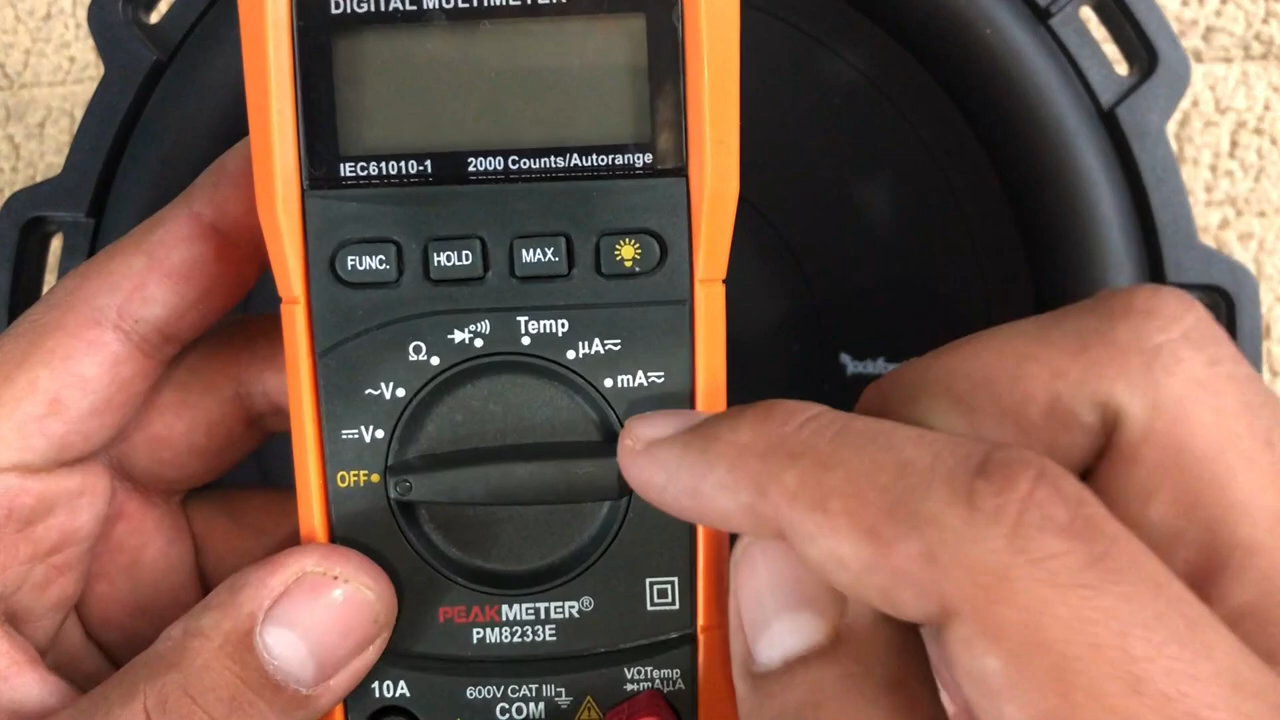 DIGITAL MULTIMETER
IEC61010-1 2000 Counts/Autorange
FUNC. HOLD MAX.
Temp
Ω
µA
mA
~V
V
OFF
PEAKMETER®
PM8233E
10A
600V CAT III
COM
VΩTemp
mAµA